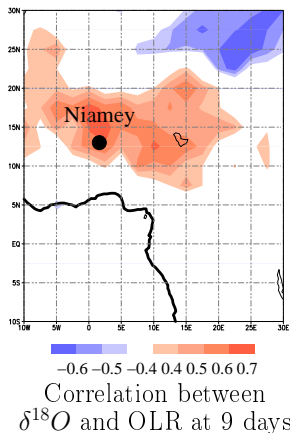 30N
25N
20N
Niamey
15N
10N
5N
EQ
5S
10S
10W 5W 0 5E 10E 15E 20E 25E 30E
−0.6 −0.5 −0.4 0.4 0.5 0.6 0.7
Correlation between
δ¹⁸O and OLR at 9 days